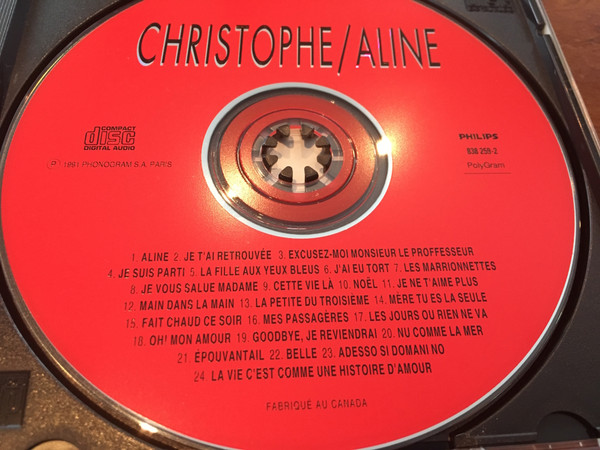 CHRISTOPHE/ALINE
COMPACT
disc
DIGITAL AUDIO
℗ 1991 PHONOGRAM S.A. PARIS
PHILIPS
838 259-2
PolyGram
1. ALINE 2. JE T'AI RETROUVÉE 3. EXCUSEZ-MOI MONSIEUR LE PROFFESSEUR
4. JE SUIS PARTI 5. LA FILLE AUX YEUX BLEUS 6. J'AI EU TORT 7. LES MARRIONNETTES
8. JE VOUS SALUE MADAME 9. CETTE VIE LÀ 10. NOËL 11. JE NE T'AIME PLUS
12. MAIN DANS LA MAIN 13. LA PETITE DU TROISIÈME 14. MÈRE TU ES LA SEULE
15. FAIT CHAUD CE SOIR 16. MES PASSAGÈRES 17. LES JOURS OU RIEN NE VA
18. OH! MON AMOUR 19. GOODBYE, JE REVIENDRAI 20. NU COMME LA MER
21. ÉPOUVANTAIL 22. BELLE 23. ADESSO SI DOMANI NO
24. LA VIE C'EST COMME UNE HISTOIRE D'AMOUR
FABRIQUÉ AU CANADA